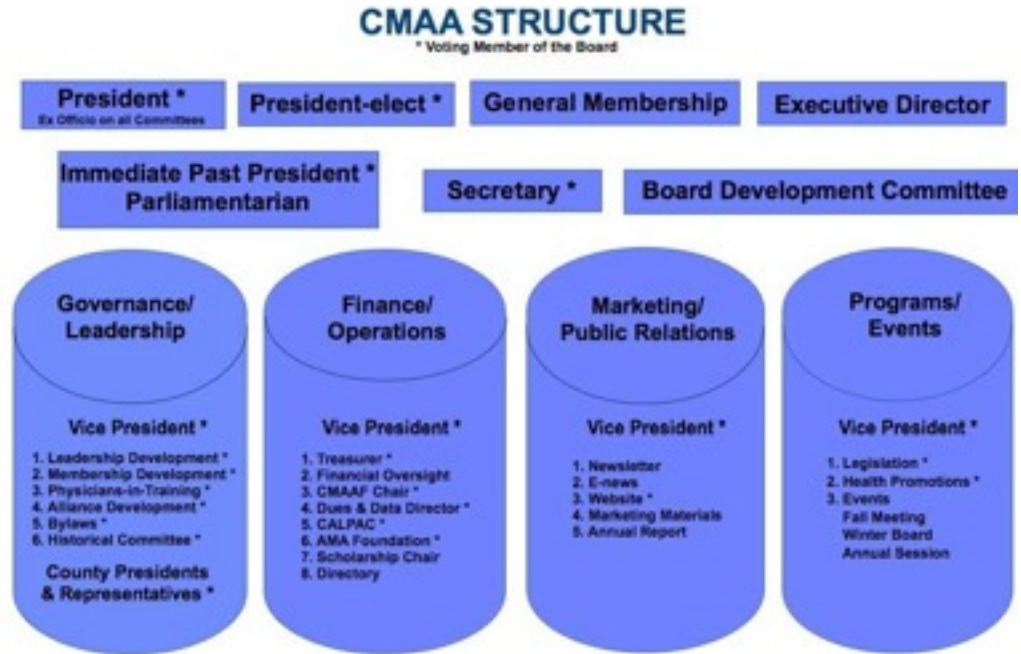 CMAA STRUCTURE
* Voting Member of the Board
President *
Ex Officio on all Committees
President-elect *
General Membership
Executive Director
Immediate Past President *
Parliamentarian
Secretary *
Board Development Committee
Governance/
Leadership
Vice President *
1. Leadership Development *
2. Membership Development *
3. Physicians-in-Training *
4. Alliance Development *
5. Bylaws *
6. Historical Committee *
County Presidents
& Representatives *
Finance/
Operations
Vice President *
1. Treasurer *
2. Financial Oversight
3. CMAAF Chair *
4. Dues & Data Director *
5. CALPAC *
6. AMA Foundation *
7. Scholarship Chair
8. Directory
Marketing/
Public Relations
Vice President *
1. Newsletter
2. E-news
3. Website *
4. Marketing Materials
5. Annual Report
Programs/
Events
Vice President *
1. Legislation *
2. Health Promotions *
3. Events
Fall Meeting
Winter Board
Annual Session